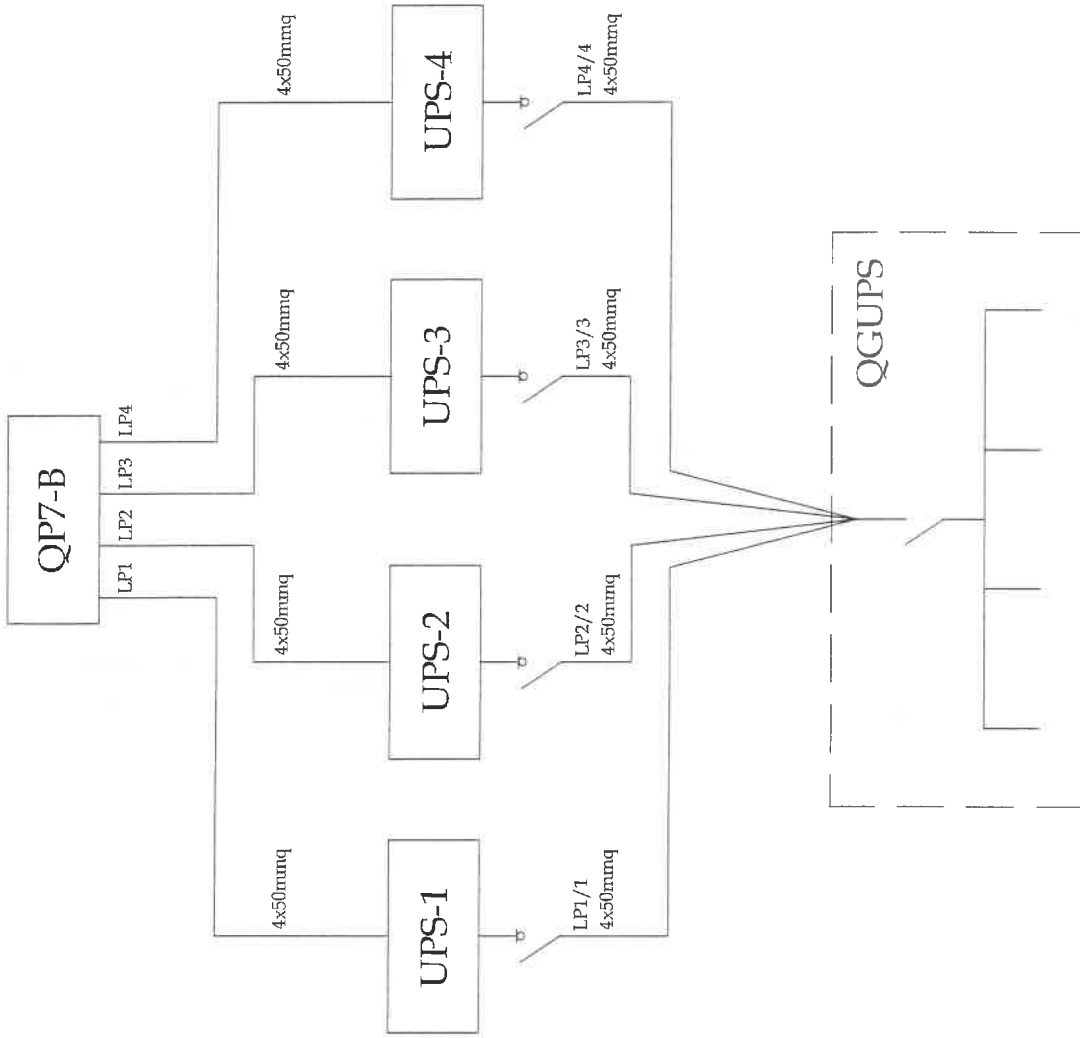 QP7-B
LP1
LP2
LP3
LP4
4x50mmq
4x50mmq
4x50mmq
4x50mmq
UPS-1
UPS-2
UPS-3
UPS-4
LP1/1
4x50mmq
LP2/2
4x50mmq
LP3/3
4x50mmq
LP4/4
4x50mmq
QGUPS